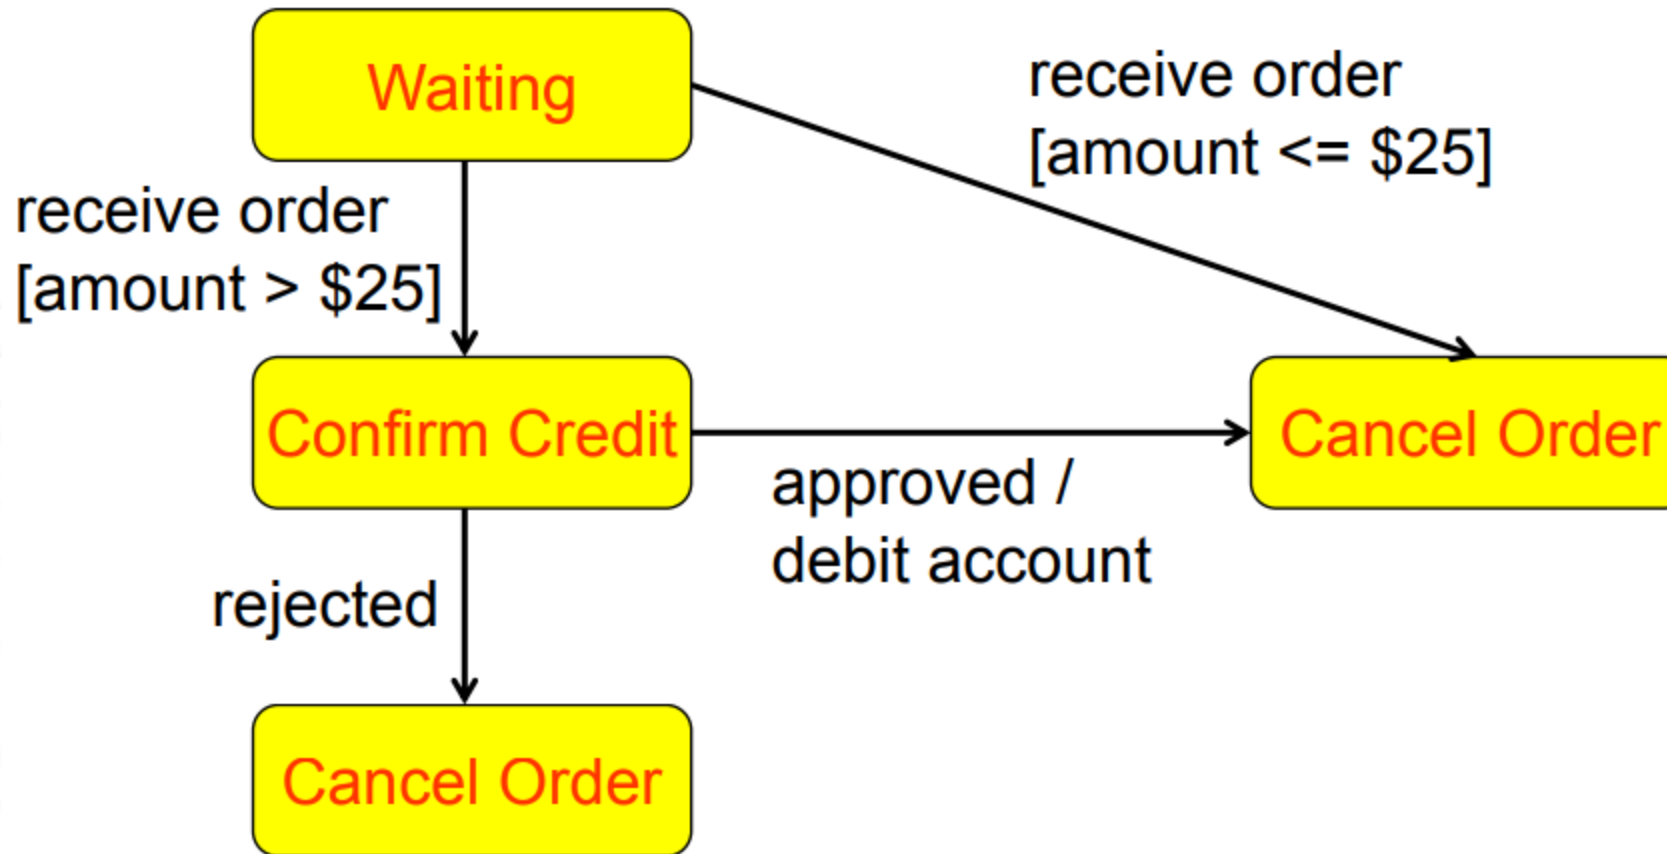 Waiting
receive order
[amount <= $25]
receive order
[amount > $25]
Confirm Credit
Cancel Order
approved /
debit account
rejected
Cancel Order